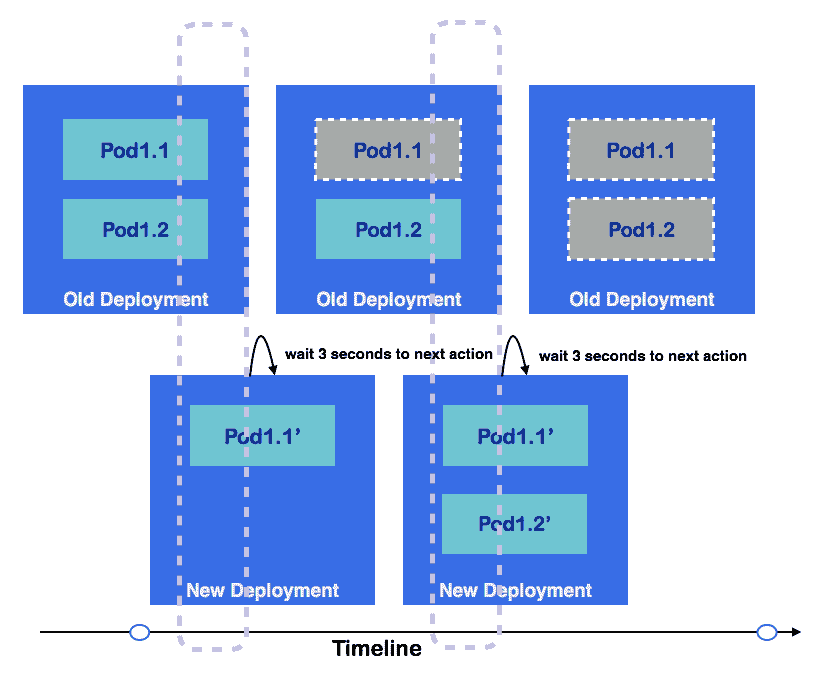 Pod1.1
Pod1.2
Old Deployment
Pod1.1
Pod1.2
Old Deployment
Pod1.1
Pod1.2
Old Deployment
wait 3 seconds to next action
wait 3 seconds to next action
Pod1.1’
New Deployment
Pod1.1’
Pod1.2’
New Deployment
Timeline